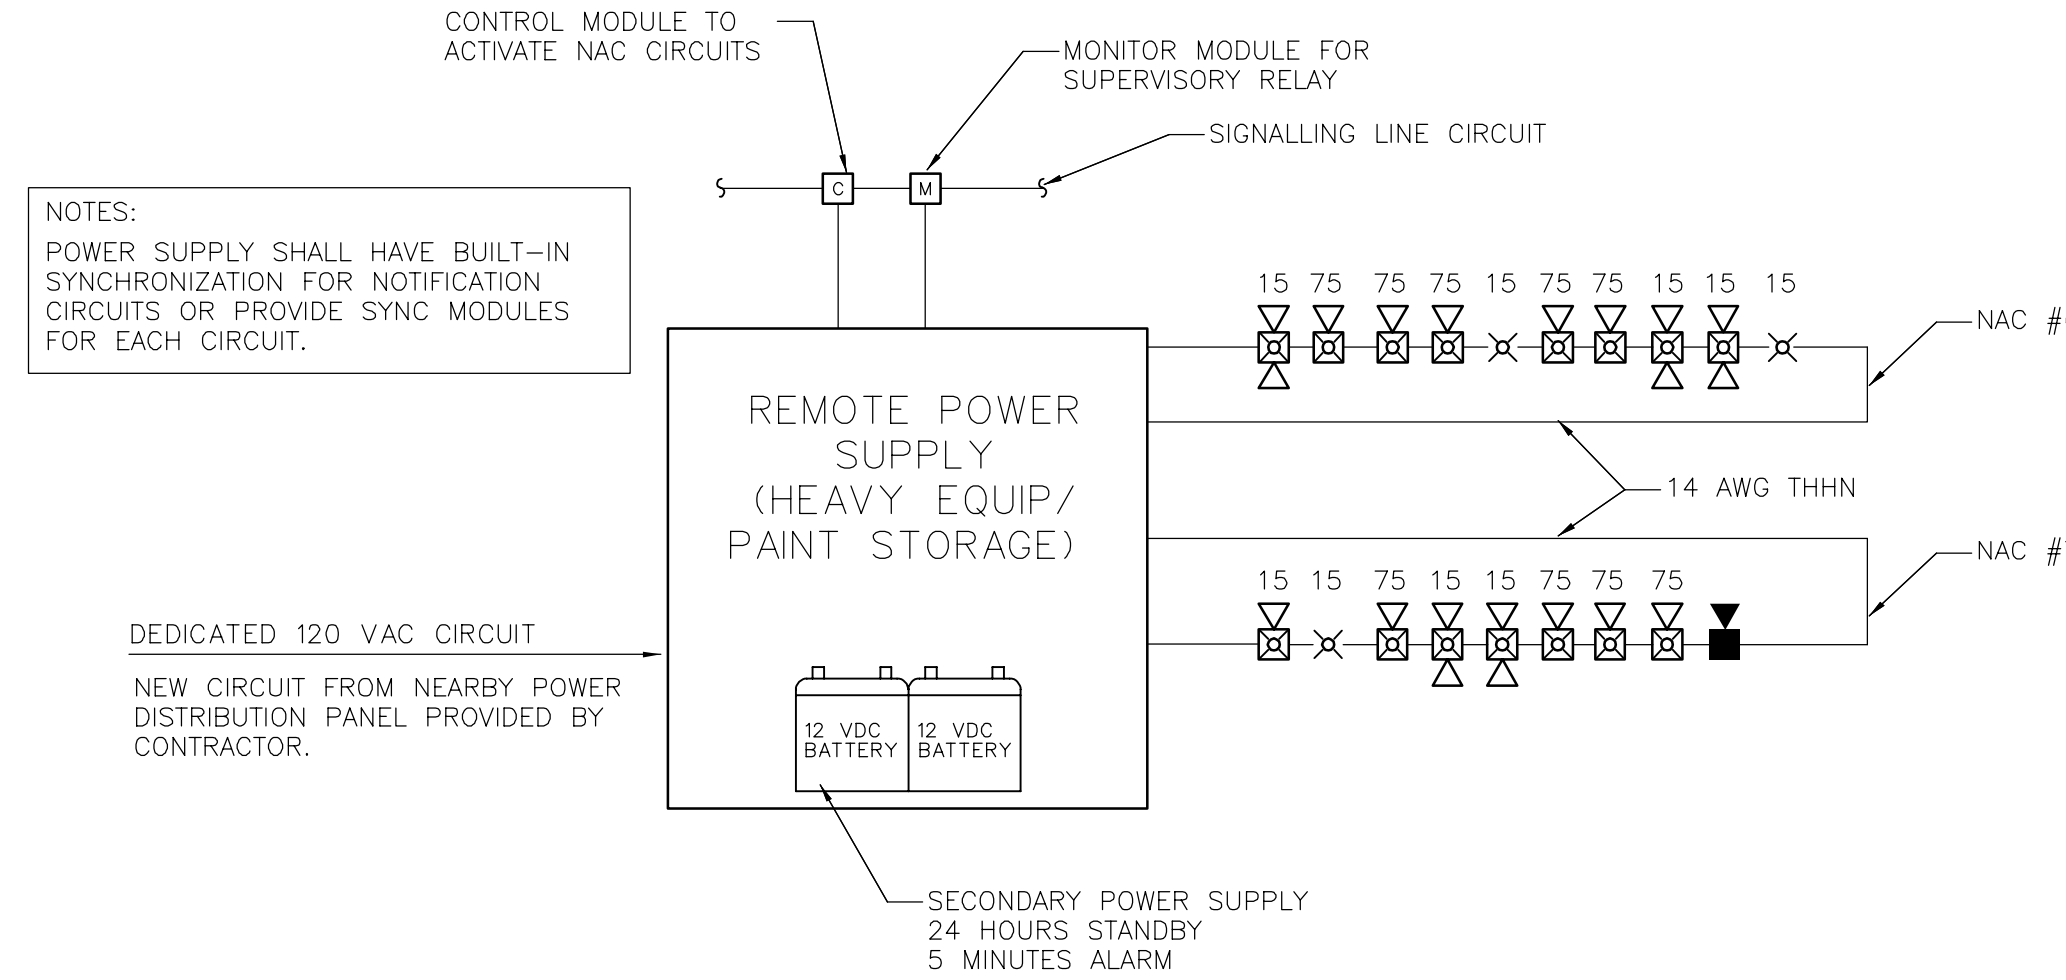 CONTROL MODULE TO
ACTIVATE NAC CIRCUITS
MONITOR MODULE FOR
SUPERVISORY RELAY
SIGNALLING LINE CIRCUIT
C
M
NOTES:
POWER SUPPLY SHALL HAVE BUILT-IN
SYNCHRONIZATION FOR NOTIFICATION
CIRCUITS OR PROVIDE SYNC MODULES
FOR EACH CIRCUIT.
15 75 75 75 15 75 75 15 15 15
NAC #
REMOTE POWER
SUPPLY
(HEAVY EQUIP/
PAINT STORAGE)
14 AWG THHN
NAC #
15 15 75 15 15 75 75 75
DEDICATED 120 VAC CIRCUIT
NEW CIRCUIT FROM NEARBY POWER
DISTRIBUTION PANEL PROVIDED BY
CONTRACTOR.
12 VDC
BATTERY
12 VDC
BATTERY
SECONDARY POWER SUPPLY
24 HOURS STANDBY
5 MINUTES ALARM